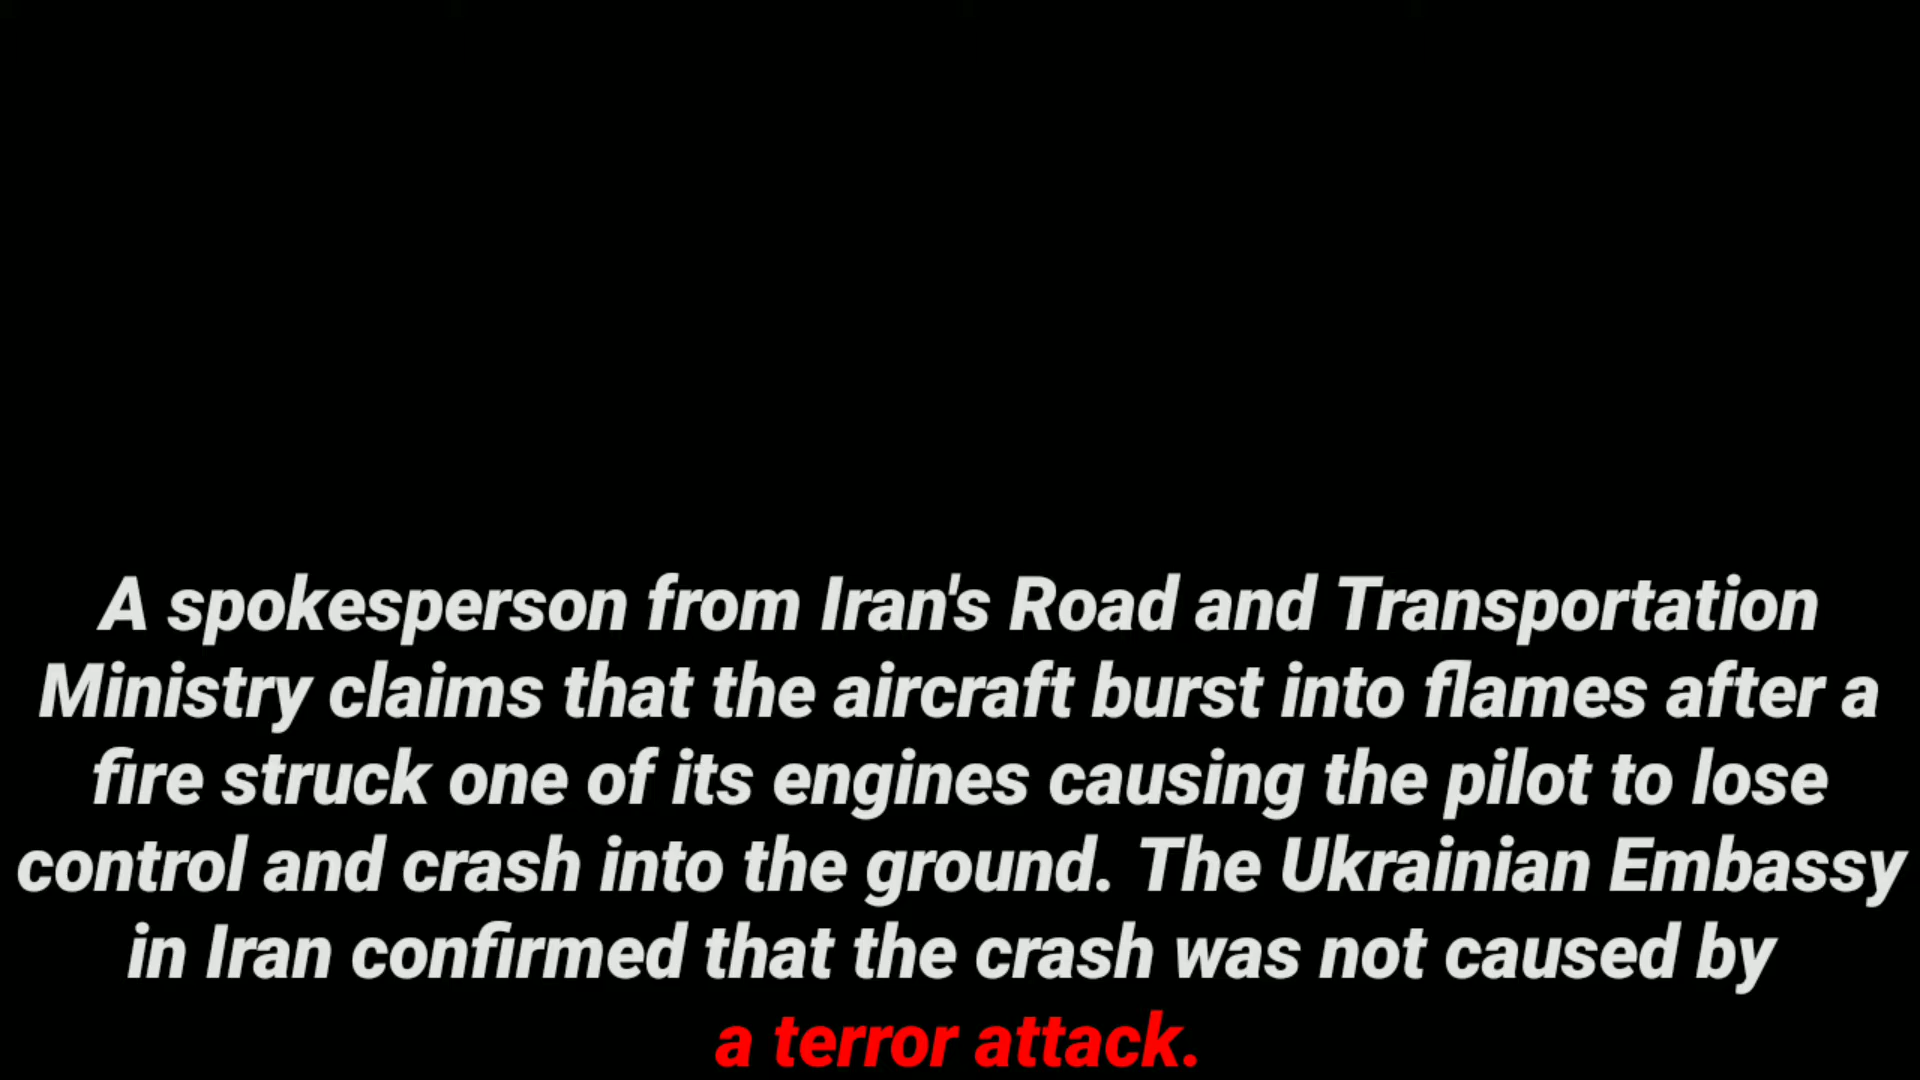 A spokesperson from Iran's Road and Transportation
Ministry claims that the aircraft burst into flames after a
fire struck one of its engines causing the pilot to lose
control and crash into the ground. The Ukrainian Embassy
in Iran confirmed that the crash was not caused by
a terror attack.